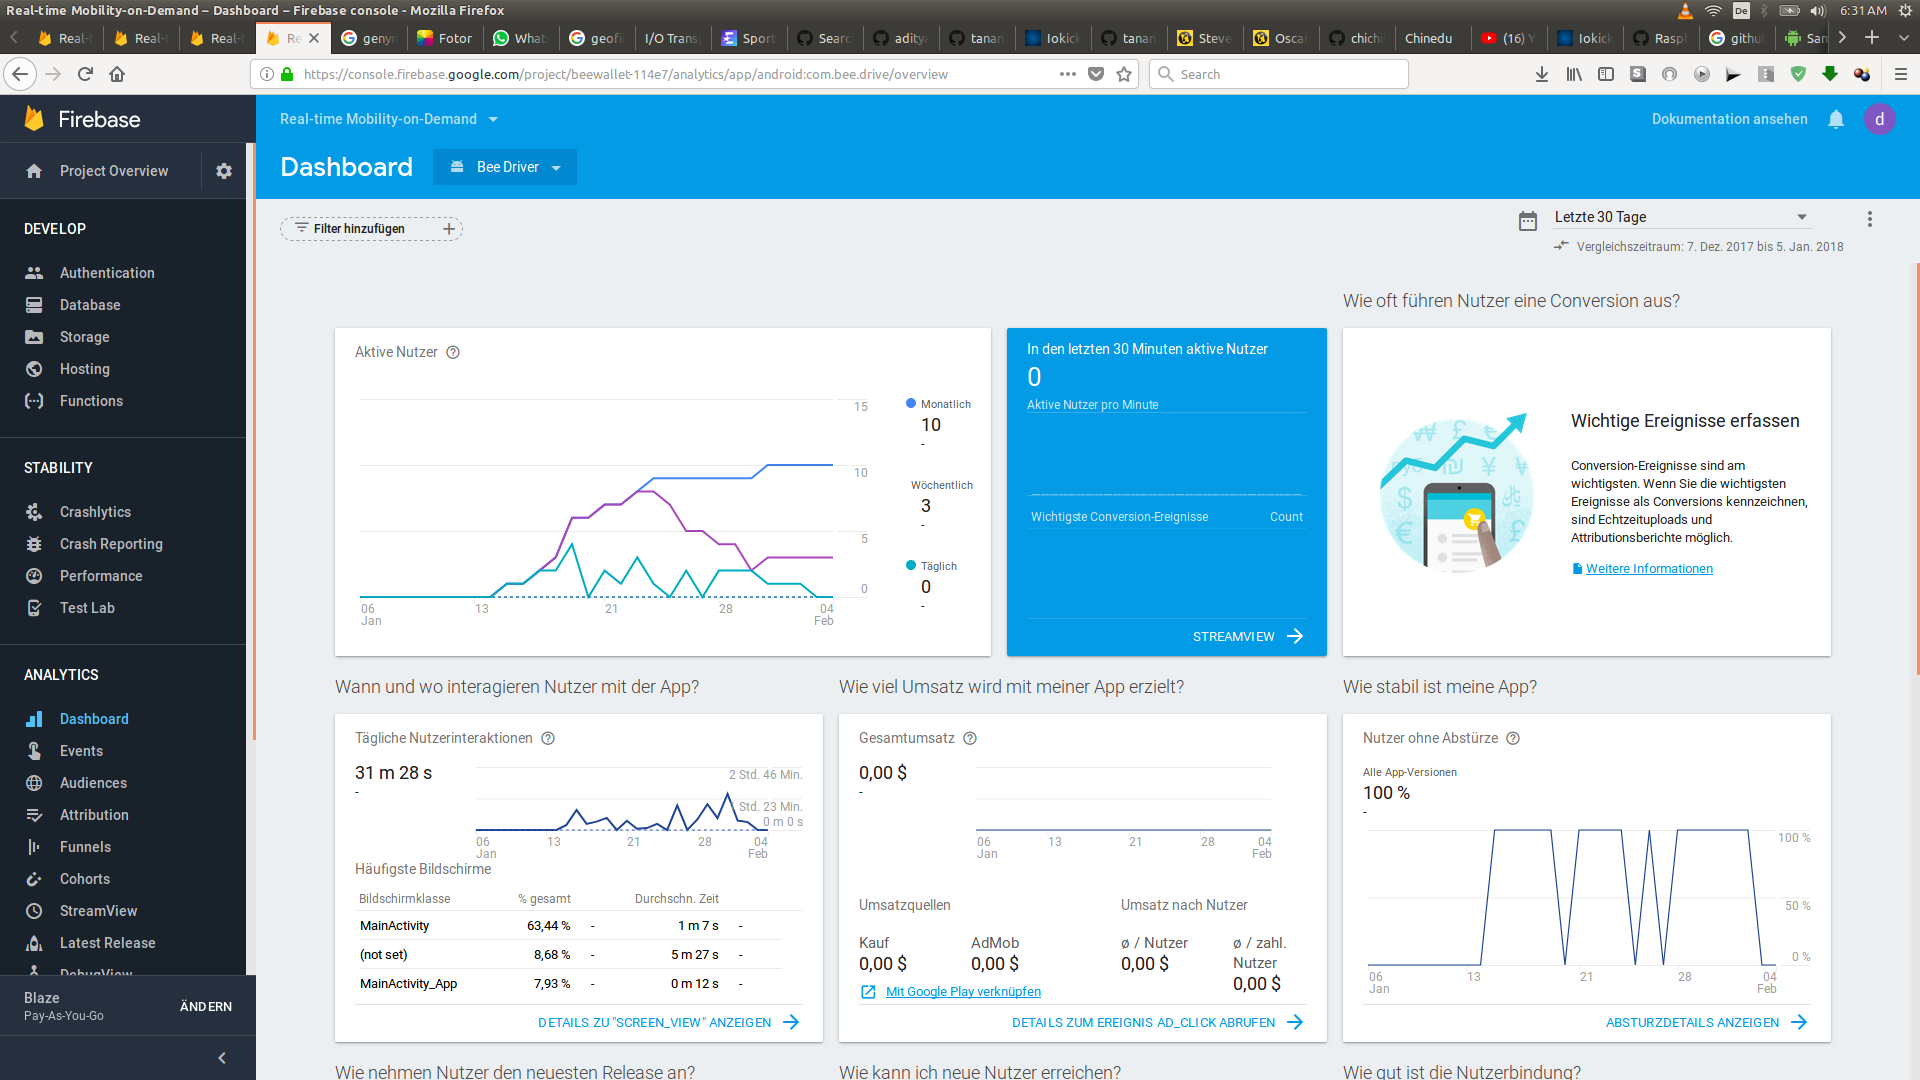 Real-time Mobility-on-Demand – Dashboard – Firebase console - Mozilla Firefox
De
6:31 AM
Real-
Real-
Real-
Re
geny
Fotor
What
geofi
I/O Tran
Sport
Searc
aditya
tanan
Iokick
tanan
Steve
Oscar
chichi
Chinedu
(16) Y
Iokick
Rasp
githu
San
https://console.firebase.google.com/project/beewallet-114e7/analytics/app/android:com.bee.drive/overview
Search
Firebase
Real-time Mobility-on-Demand
Dokumentation ansehen
d
Dashboard
Bee Driver
Project Overview
DEVELOP
Authentication
Database
Storage
Hosting
Functions
STABILITY
Crashlytics
Crash Reporting
Performance
Test Lab
ANALYTICS
Dashboard
Events
Audiences
Attribution
Funnels
Cohorts
StreamView
Latest Release
DebugView
Blaze
Pay-As-You-Go
ÄNDERN
Filter hinzufügen
Letzte 30 Tage
Vergleichszeitraum: 7. Dez. 2017 bis 5. Jan. 2018
Aktive Nutzer
15
10
5
0
06
Jan
13
21
28
04
Feb
Monatlich
10
-
Wöchentlich
3
-
Täglich
0
-
In den letzten 30 Minuten aktive Nutzer
0
Aktive Nutzer pro Minute
Wichtigste Conversion-Ereignisse
Count
STREAMVIEW
Wie oft führen Nutzer eine Conversion aus?
Wichtige Ereignisse erfassen
Conversion-Ereignisse sind am
wichtigsten. Wenn Sie die wichtigsten
Ereignisse als Conversions kennzeichnen,
sind Echtzeituploads und
Attributionsberichte möglich.
Weitere Informationen
Wann und wo interagieren Nutzer mit der App?
Tägliche Nutzerinteraktionen
31 m 28 s
-
2 Std. 46 Min.
Std. 23 Min.
0 m 0 s
06
Jan
13
21
28
04
Feb
Häufigste Bildschirme
Bildschirmklasse % gesamt Durchschn. Zeit
MainActivity 63,44 % - 1 m 7 s -
(not set) 8,68 % - 5 m 27 s -
MainActivity_App 7,93 % - 0 m 12 s -
DETAILS ZU "SCREEN_VIEW" ANZEIGEN
Wie viel Umsatz wird mit meiner App erzielt?
Gesamtumsatz
0,00 $
-
06
Jan
13
21
28
04
Feb
Umsatzquellen
Umsatz nach Nutzer
Kauf
0,00 $
AdMob
0,00 $
ø / Nutzer
0,00 $
ø / zahl.
Nutzer
0,00 $
Mit Google Play verknüpfen
DETAILS ZUM EREIGNIS AD_CLICK ABRUFEN
Wie stabil ist meine App?
Nutzer ohne Abstürze
Alle App-Versionen
100 %
-
100 %
50 %
0 %
06
Jan
13
21
28
04
Feb
ABSTURZDETAILS ANZEIGEN
Wie nehmen Nutzer den neuesten Release an?
Wie kann ich neue Nutzer erreichen?
Wie gut ist die Nutzerbindung?